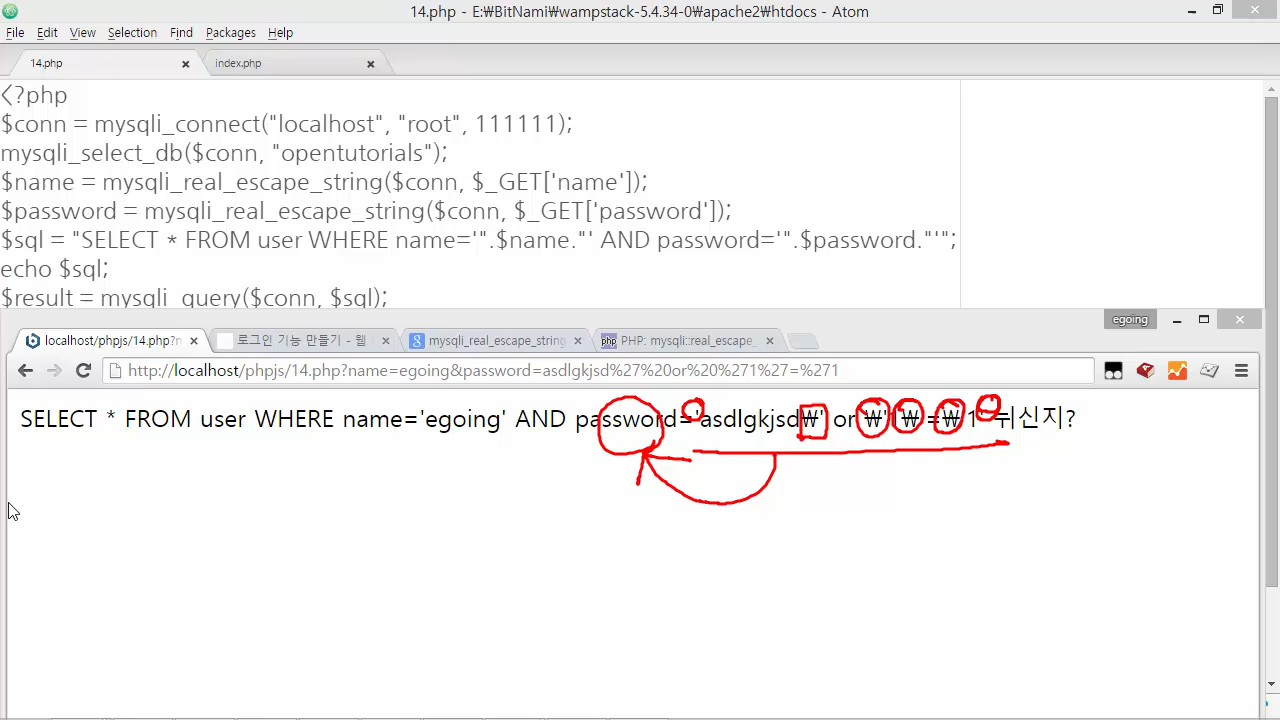 14.php - E:₩BitNami₩wampstack-5.4.34-0₩apache2₩htdocs - Atom
File Edit View Selection Find Packages Help
14.php index.php
<?php
$conn = mysqli_connect("localhost", "root", 111111);
mysqli_select_db($conn, "opentutorials");
$name = mysqli_real_escape_string($conn, $_GET['name']);
$password = mysqli_real_escape_string($conn, $_GET['password']);
$sql = "SELECT * FROM user WHERE name='".$name."' AND password='".$password."'";
echo $sql;
$result = mysqli_query($conn, $sql);
egoing
localhost/phpjs/14.php?n 로그인 기능 만들기 - 웹 mysqli_real_escape_string PHP: mysqli::real_escape_
http://localhost/phpjs/14.php?name=egoing&password=asdlgkjsd%27%20or%20%271%27=%271
SELECT * FROM user WHERE name='egoing' AND password='asdlgkjsd₩' or ₩'1₩'=₩'1' 뉘신지?